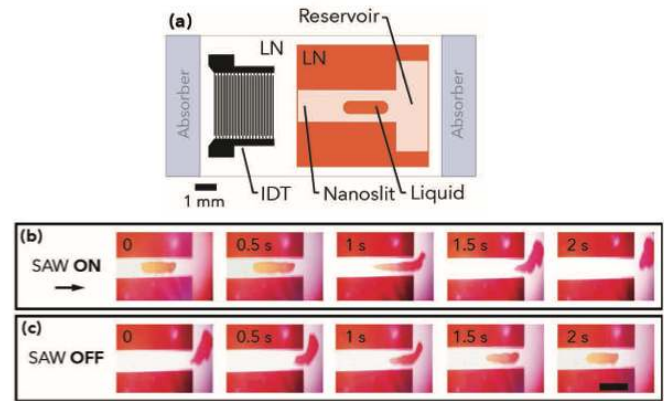 (a)
Reservoir
LN
LN
Absorber
Absorber
1 mm
IDT
Nanoslit
Liquid
(b)
SAW ON
0
0.5 s
1 s
1.5 s
2 s
(c)
SAW OFF
0
0.5 s
1 s
1.5 s
2 s